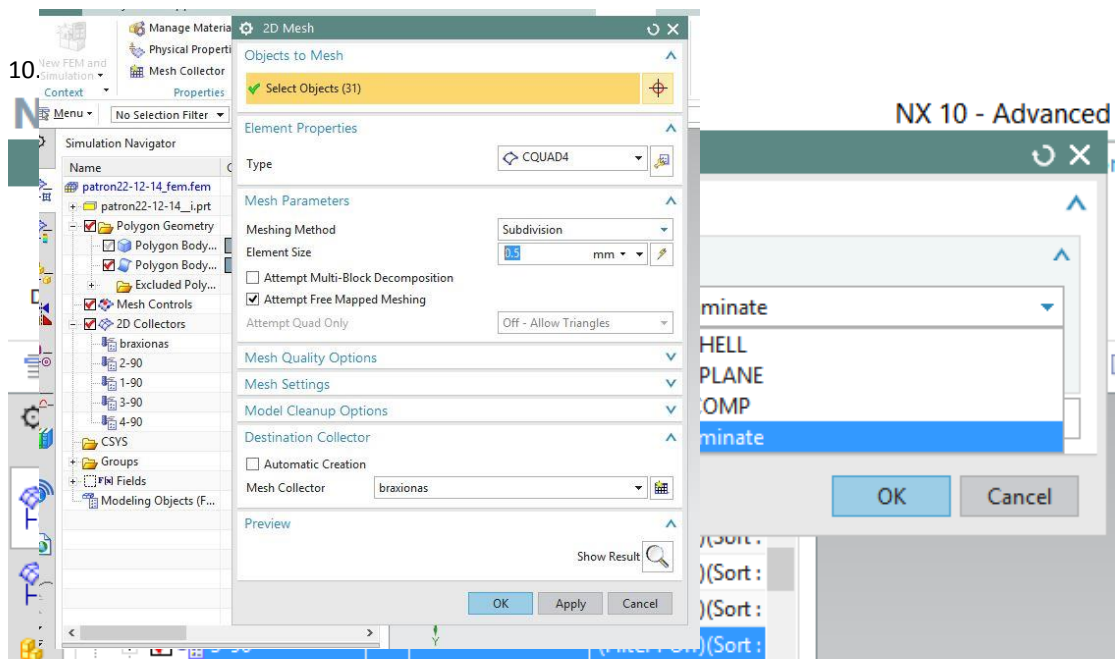 10.
New FEM and
Simulation
Context
Manage Materia
Physical Properti
Mesh Collector
Properties
Menu
No Selection Filter
Simulation Navigator
Name
C
patron22-12-14_fem.fem
patron22-12-14__i.prt
Polygon Geometry
Polygon Body...
Polygon Body...
Excluded Poly...
Mesh Controls
2D Collectors
braxionas
2-90
1-90
3-90
4-90
CSYS
Groups
Fields
Modeling Objects (F...
2D Mesh
Objects to Mesh
Select Objects (31)
Element Properties
Type
CQUAD4
Mesh Parameters
Meshing Method
Subdivision
Element Size
0.5 mm
Attempt Multi-Block Decomposition
Attempt Free Mapped Meshing
Attempt Quad Only
Off - Allow Triangles
Mesh Quality Options
Mesh Settings
Model Cleanup Options
Destination Collector
Automatic Creation
Mesh Collector
braxionas
Preview
Show Result
OK Apply Cancel
NX 10 - Advanced
minate
HELL
PLANE
OMP
minate
OK Cancel
)(Sort :
)(Sort :
)(Sort :
)(Sort :